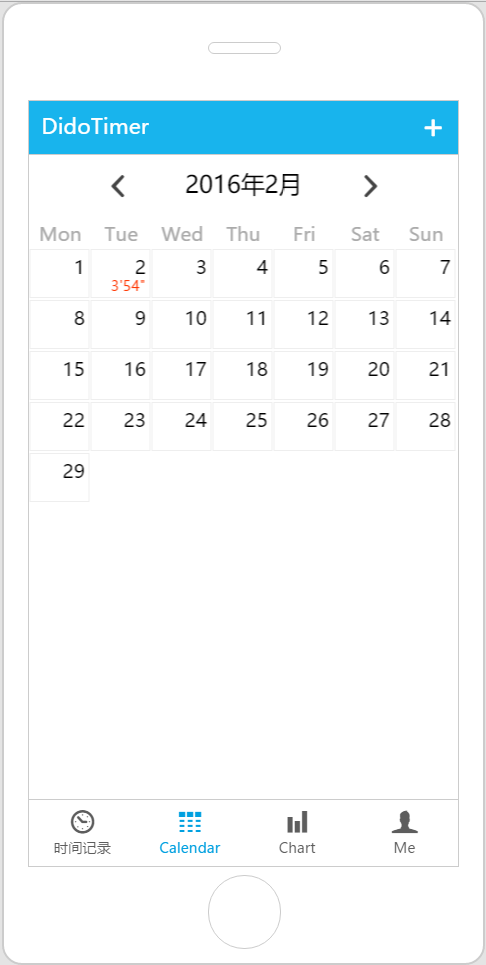 DidoTimer +
2016年2月
Mon Tue Wed Thu Fri Sat Sun
1 2 3 4 5 6 7
3'54"
8 9 10 11 12 13 14
15 16 17 18 19 20 21
22 23 24 25 26 27 28
29
时间记录 Calendar Chart Me